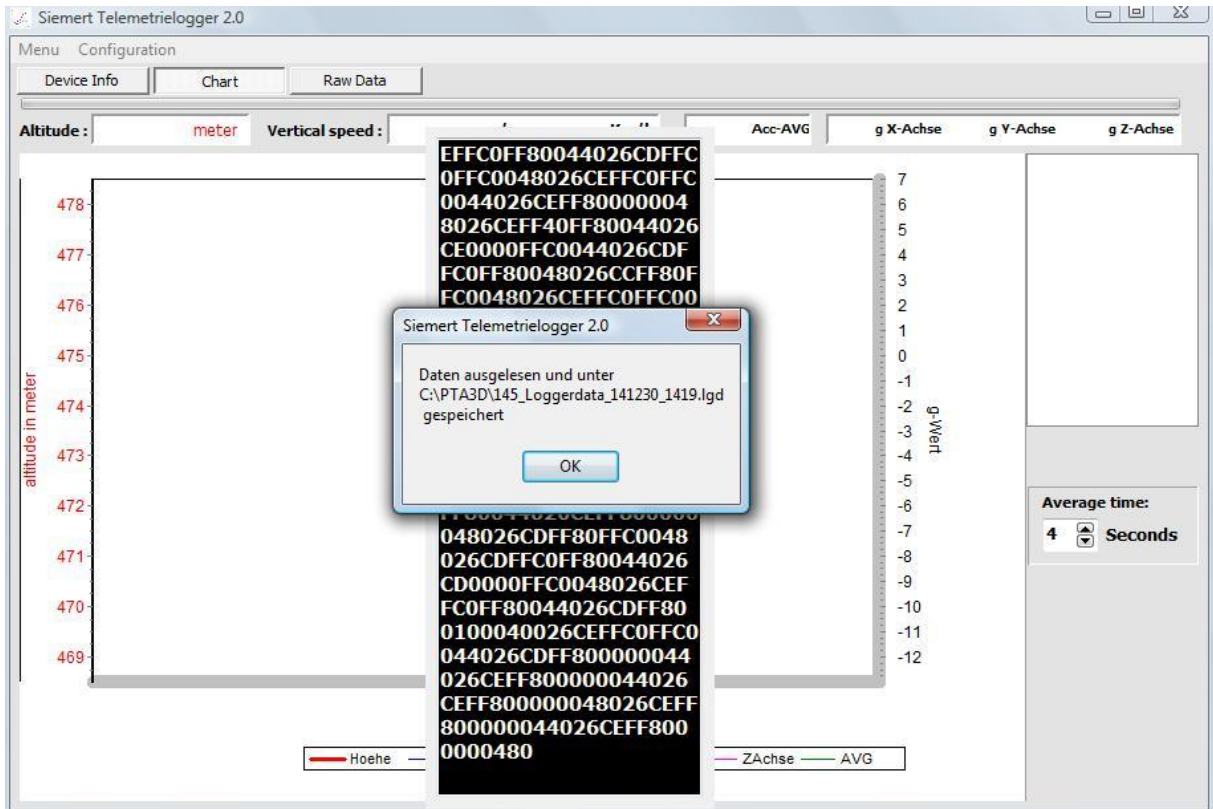 Siemert Telemetrielogger 2.0
Menu Configuration
Device Info Chart Raw Data
Altitude : meter Vertical speed : Acc-AVG g X-Achse g Y-Achse g Z-Achse
EFFC0FF80044026CDFFC
0FFC0048026CEFFC0FFC
0044026CEFF80000004
8026CEFF40FF80044026
CE0000FFC0044026CDF
FC0FF80048026CCFF80F
FC0048026CEFFC0FFC00
Siemert Telemetrielogger 2.0
Daten ausgelesen und unter
C:\PTA3D\145_Loggerdata_141230_1419.lgd
gespeichert
OK
048026CDFF80FFC0048
026CDFFC0FF80044026
CD0000FFC0048026CEF
FC0FF80044026CDFF80
0100040026CEFFC0FFC0
044026CDFF800000044
026CEFF800000044026
CEFF800000048026CEFF
800000044026CEFF800
0000480
altitude in meter
478
477
476
475
474
473
472
471
470
469
7
6
5
4
3
2
1
0
-1
-2
-3
-4
-5
-6
-7
-8
-9
-10
-11
-12
g-Wert
Average time:
4 Seconds
Hoehe ZAchse AVG